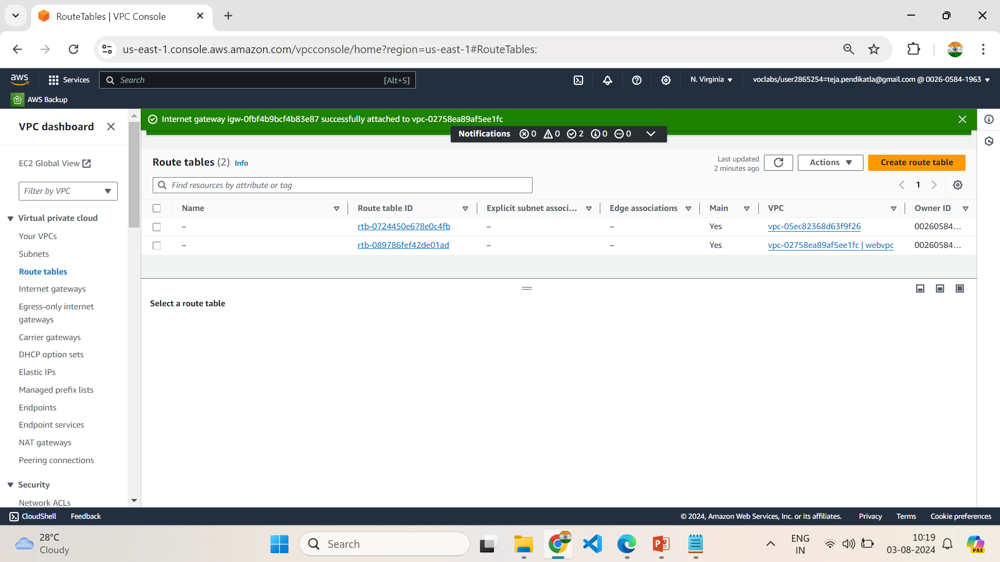 RouteTables | VPC Console
us-east-1.console.aws.amazon.com/vpcconsole/home?region=us-east-1#RouteTables:
aws
Services
Search
[Alt+S]
N. Virginia
voclabs/user2865254=teja.pendikatla@gmail.com @ 0026-0584-1963
AWS Backup
VPC dashboard
EC2 Global View
Filter by VPC
Virtual private cloud
Your VPCs
Subnets
Route tables
Internet gateways
Egress-only internet
gateways
Carrier gateways
DHCP option sets
Elastic IPs
Managed prefix lists
Endpoints
Endpoint services
NAT gateways
Peering connections
Security
Network ACLs
Internet gateway igw-0fbf4b9bcf4b83e87 successfully attached to vpc-02758ea89af5ee1fc
Notifications 0 0 2 0 0
Route tables (2) Info
Last updated
2 minutes ago
Actions
Create route table
Find resources by attribute or tag
1
Name Route table ID Explicit subnet associ... Edge associations Main VPC Owner ID
– rtb-0724450e678e0c4fb – – Yes vpc-05ec82368d63f9f26 00260584...
– rtb-089786fef42de01ad – – Yes vpc-02758ea89af5ee1fc | webvpc 00260584...
Select a route table
CloudShell
Feedback
© 2024, Amazon Web Services, Inc. or its affiliates.
Privacy
Terms
Cookie preferences
28°C
Cloudy
Search
ENG
IN
10:19
03-08-2024
PRE